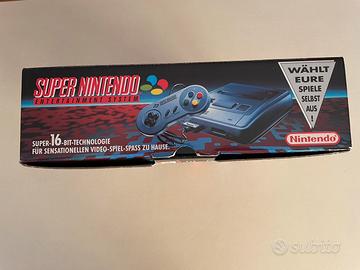 SUPER NINTENDO
ENTERTAINMENT SYSTEM
SUPER-16-BIT-TECHNOLOGIE
FÜR SENSATIONELLEN VIDEO-SPIEL-SPASS ZU HAUSE.
WÄHLT
EURE
SPIELE
SELBST
AUS
!
Nintendo
subito